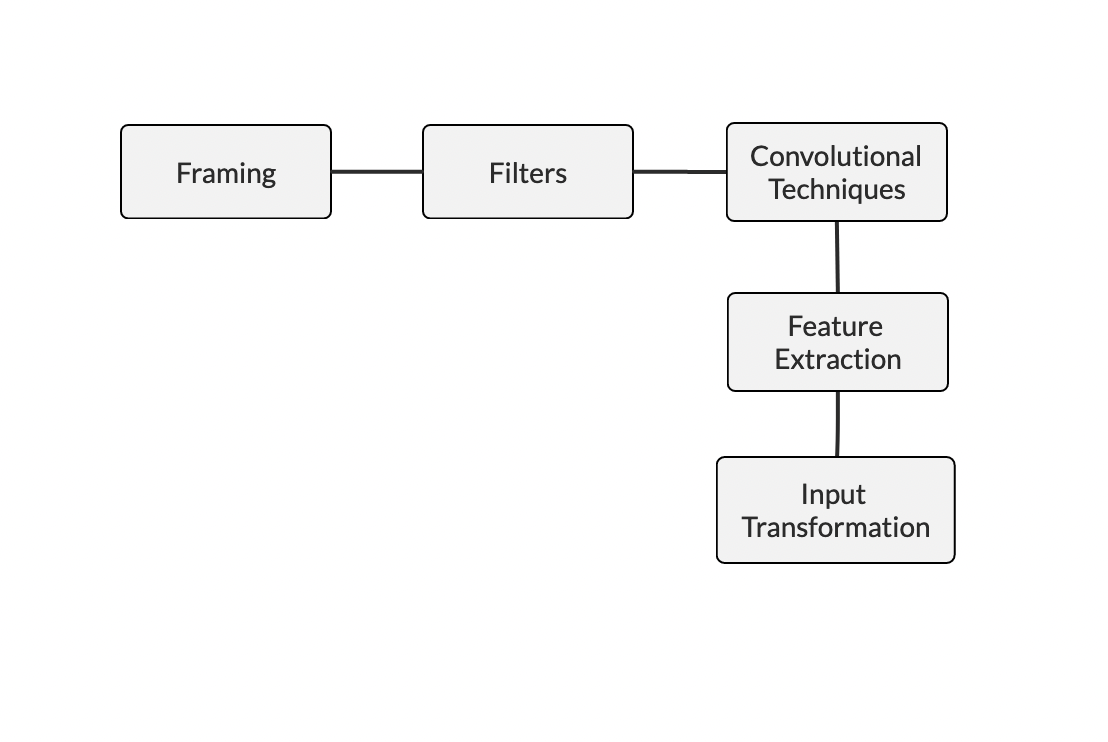 Framing
Filters
Convolutional
Techniques
Feature
Extraction
Input
Transformation